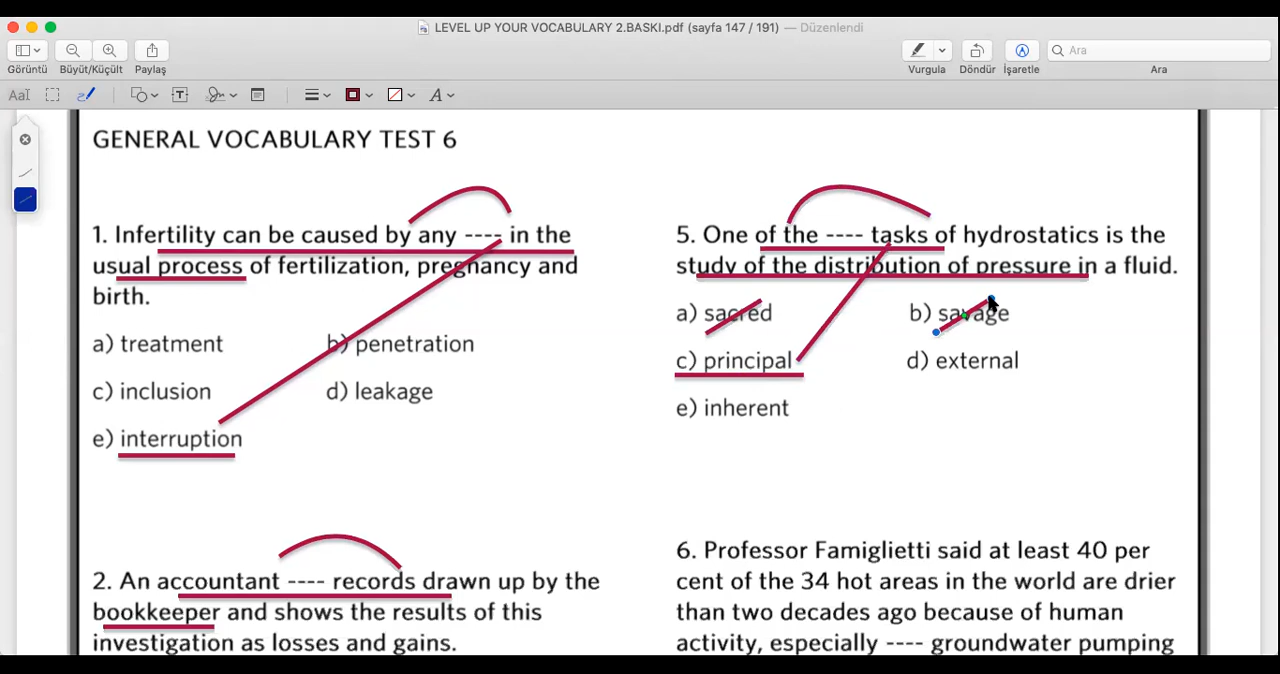 LEVEL UP YOUR VOCABULARY 2.BASKI.pdf (sayfa 147 / 191) — Düzenlendi
Görüntü Büyüt/Küçült Paylaş Vurgula Döndür İşaretle Ara
Ara
AaI T A
GENERAL VOCABULARY TEST 6
1. Infertility can be caused by any ---- in the
usual process of fertilization, pregnancy and
birth.
a) treatment b) penetration
c) inclusion d) leakage
e) interruption
2. An accountant ---- records drawn up by the
bookkeeper and shows the results of this
investigation as losses and gains.
5. One of the ---- tasks of hydrostatics is the
study of the distribution of pressure in a fluid.
a) sacred b) savage
c) principal d) external
e) inherent
6. Professor Famiglietti said at least 40 per
cent of the 34 hot areas in the world are drier
than two decades ago because of human
activity, especially ---- groundwater pumping